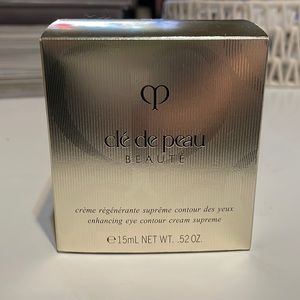 clé de peau
BEAUTÉ
crème régénérante suprême contour des yeux
enhancing eye contour cream supreme
℮15mL NET WT. .52 OZ.